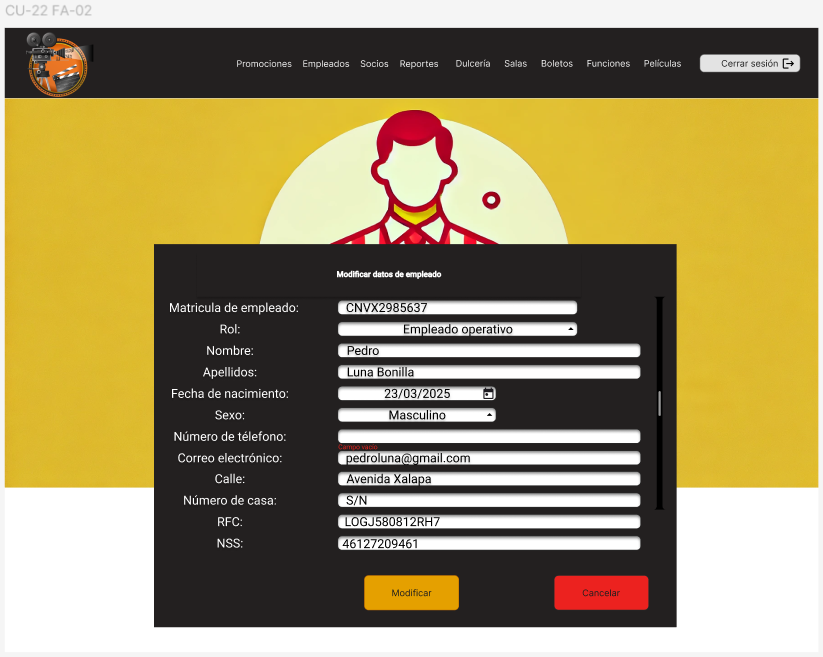 CU-22 FA-02
Promociones Empleados Socios Reportes Dulcería Salas Boletos Funciones Películas Cerrar sesión
Modificar datos de empleado
Matricula de empleado: CNVX2985637
Rol: Empleado operativo
Nombre: Pedro
Apellidos: Luna Bonilla
Fecha de nacimiento: 23/03/2025
Sexo: Masculino
Número de télefono:
Campo vacío
Correo electrónico: pedroluna@gmail.com
Calle: Avenida Xalapa
Número de casa: S/N
RFC: LOGJ580812RH7
NSS: 46127209461
Modificar Cancelar